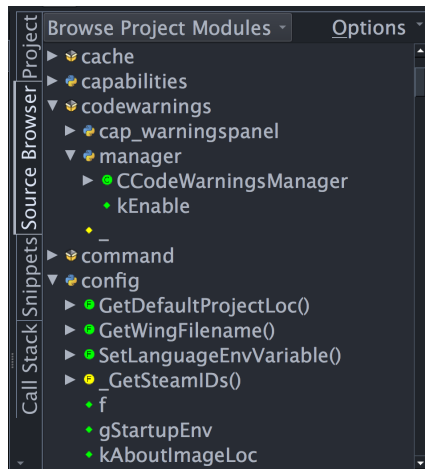 Browse Project Modules
Options
Project
Source Browser
Snippets
Call Stack
cache
capabilities
codewarnings
cap_warningspanel
manager
C CCodeWarningsManager
kEnable
_
command
config
F GetDefaultProjectLoc()
F GetWingFilename()
F SetLanguageEnvVariable()
F _GetSteamIDs()
f
gStartupEnv
kAboutImageLoc